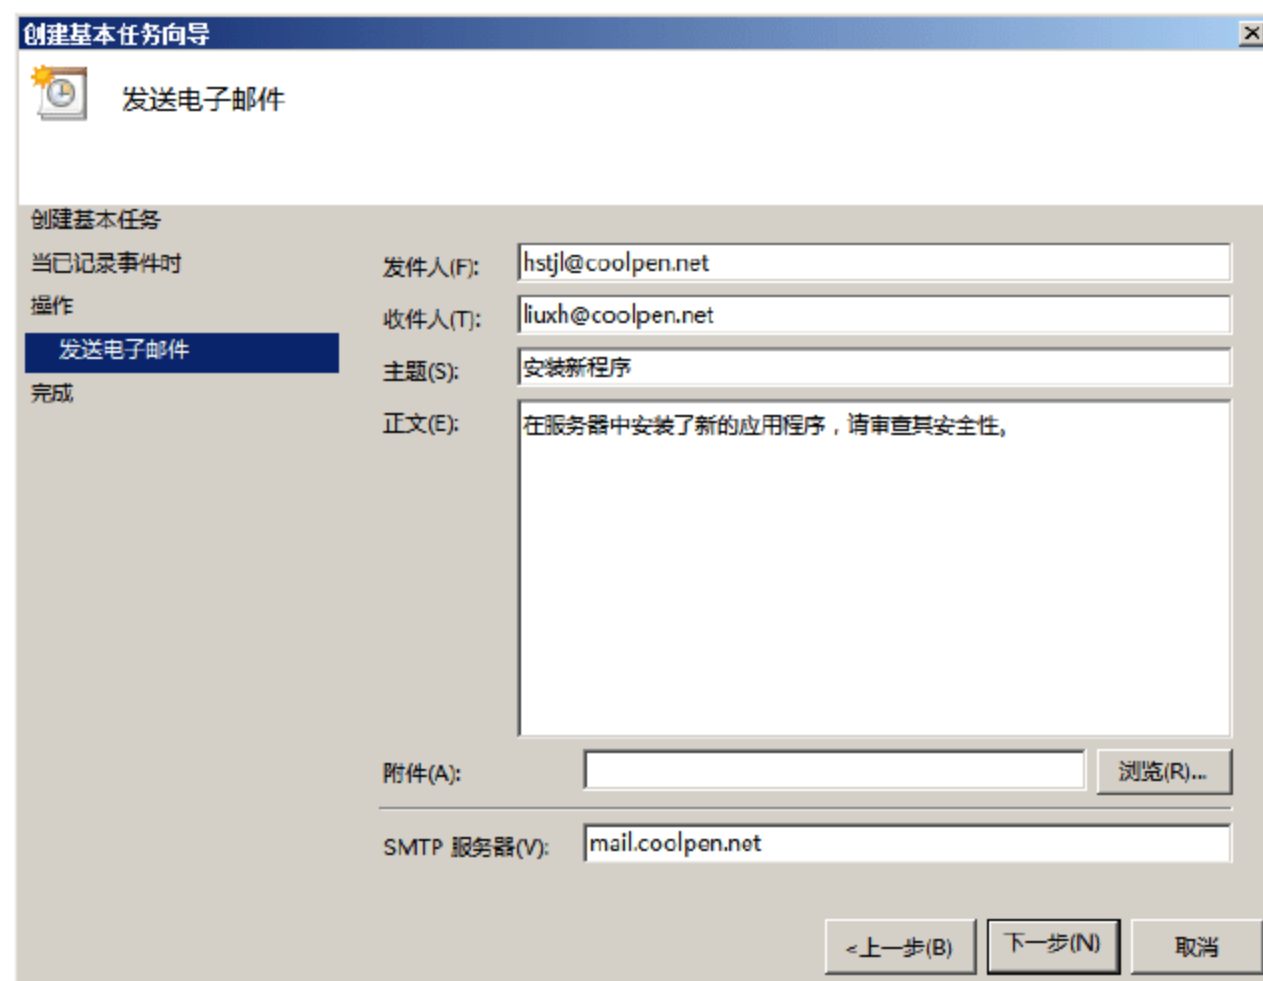 创建基本任务向导
发送电子邮件
创建基本任务
当已记录事件时
操作
发送电子邮件
完成
发件人(F): hstjl@coolpen.net
收件人(T): liuxh@coolpen.net
主题(S): 安装新程序
正文(E): 在服务器中安装了新的应用程序，请审查其安全性。
附件(A): 浏览(R)...
SMTP 服务器(V): mail.coolpen.net
<上一步(B) 下一步(N) 取消